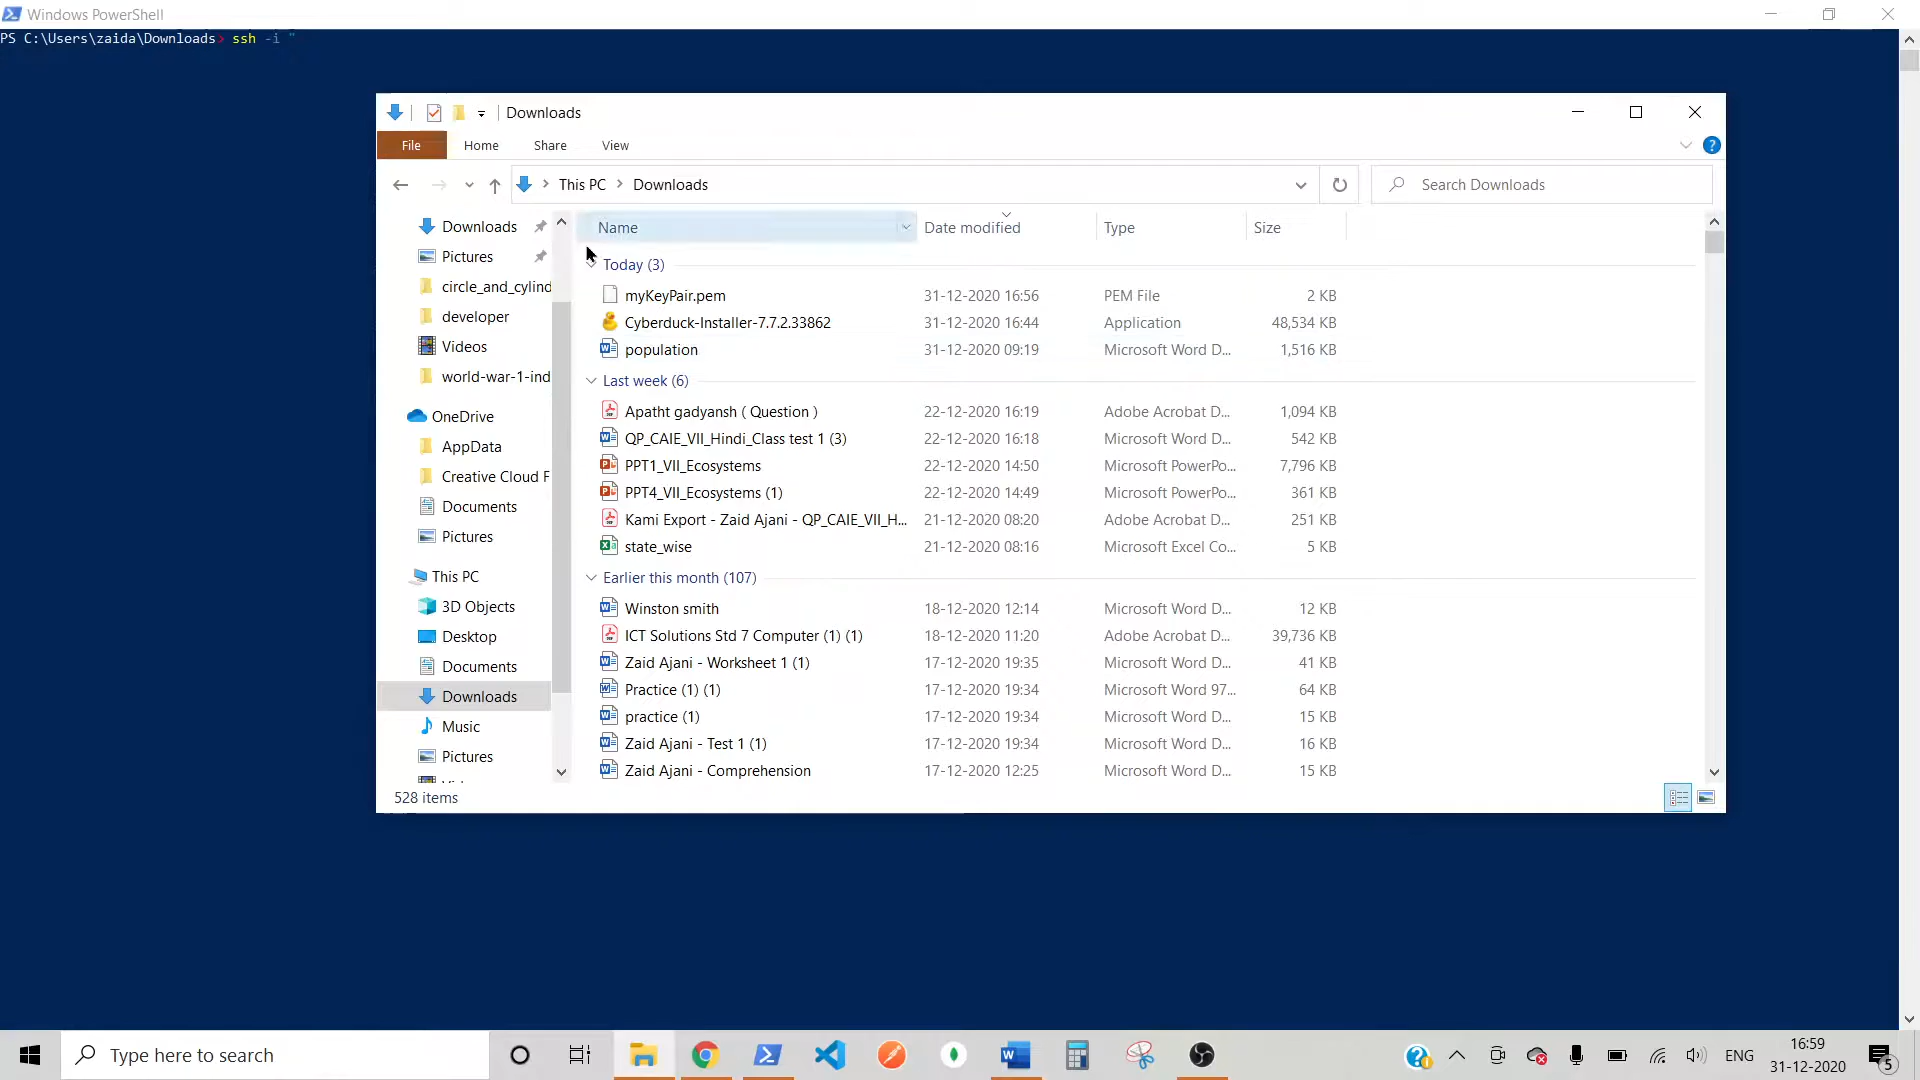 Windows PowerShell
PS C:\Users\zaida\Downloads> ssh -i "
Downloads
File Home Share View
This PC Downloads
Search Downloads
Name Date modified Type Size
Downloads
Pictures
circle_and_cylind
developer
Videos
world-war-1-ind
OneDrive
AppData
Creative Cloud F
Documents
Pictures
This PC
3D Objects
Desktop
Documents
Downloads
Music
Pictures
Today (3)
myKeyPair.pem 31-12-2020 16:56 PEM File 2 KB
Cyberduck-Installer-7.7.2.33862 31-12-2020 16:44 Application 48,534 KB
population 31-12-2020 09:19 Microsoft Word D... 1,516 KB
Last week (6)
Apatht gadyansh ( Question ) 22-12-2020 16:19 Adobe Acrobat D... 1,094 KB
QP_CAIE_VII_Hindi_Class test 1 (3) 22-12-2020 16:18 Microsoft Word D... 542 KB
PPT1_VII_Ecosystems 22-12-2020 14:50 Microsoft PowerPo... 7,796 KB
PPT4_VII_Ecosystems (1) 22-12-2020 14:49 Microsoft PowerPo... 361 KB
Kami Export - Zaid Ajani - QP_CAIE_VII_H... 21-12-2020 08:20 Adobe Acrobat D... 251 KB
state_wise 21-12-2020 08:16 Microsoft Excel Co... 5 KB
Earlier this month (107)
Winston smith 18-12-2020 12:14 Microsoft Word D... 12 KB
ICT Solutions Std 7 Computer (1) (1) 18-12-2020 11:20 Adobe Acrobat D... 39,736 KB
Zaid Ajani - Worksheet 1 (1) 17-12-2020 19:35 Microsoft Word D... 41 KB
Practice (1) (1) 17-12-2020 19:34 Microsoft Word 97... 64 KB
practice (1) 17-12-2020 19:34 Microsoft Word D... 15 KB
Zaid Ajani - Test 1 (1) 17-12-2020 19:34 Microsoft Word D... 16 KB
Zaid Ajani - Comprehension 17-12-2020 12:25 Microsoft Word D... 15 KB
528 items
Type here to search
ENG
16:59
31-12-2020
5